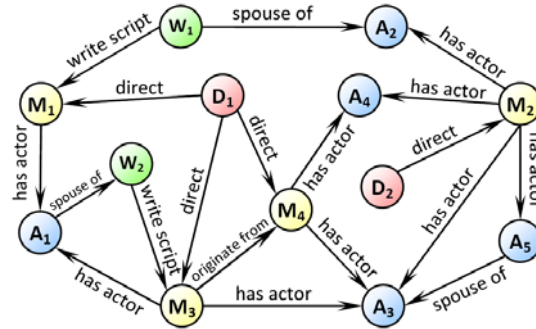 W1
spouse of
A2
write script
has actor
M1
direct
D1
A4
has actor
M2
has actor
W2
direct
direct
has actor
direct
D2
has actor
has actor
spouse of
write script
M4
A1
originate from
has actor
A5
has actor
M3
has actor
A3
spouse of